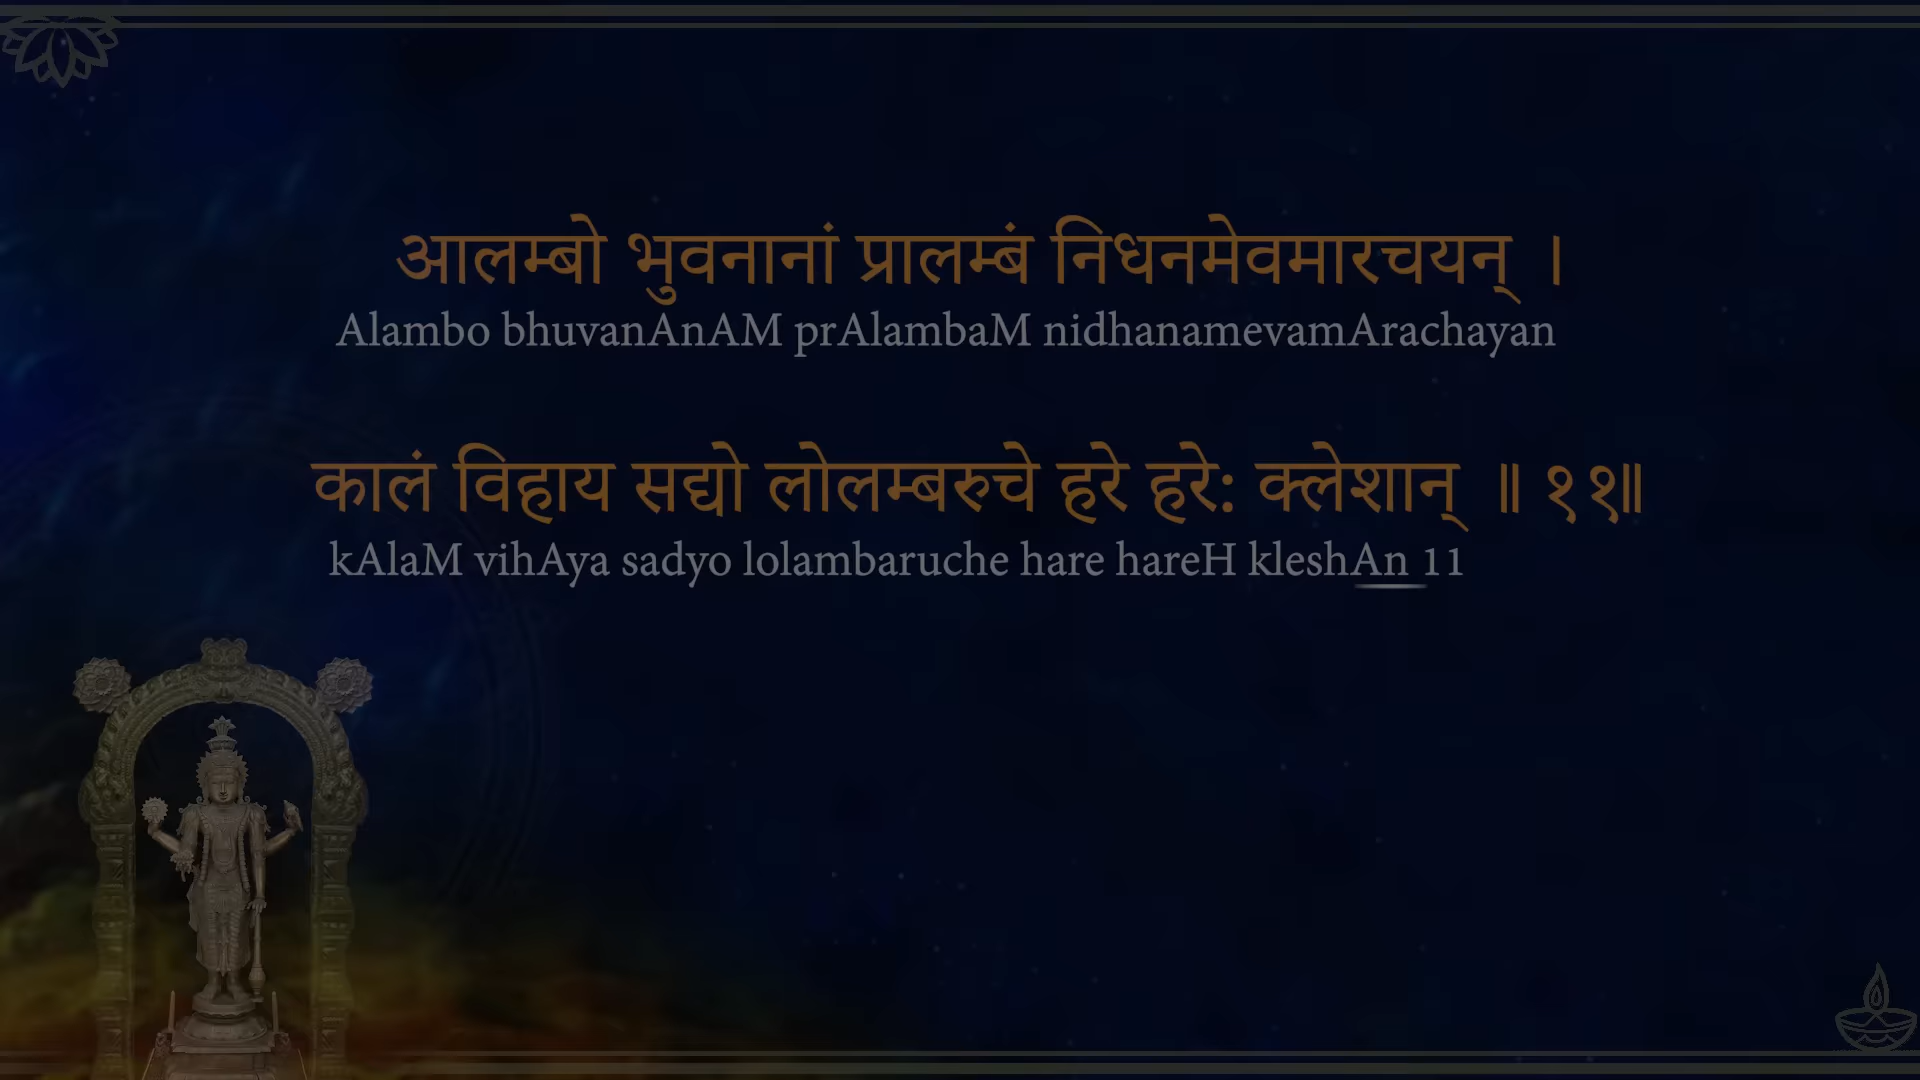 आलम्बो भुवनानां प्रालम्बं निधनमेवमारचयन् ।
Alambo bhuvanAnAM prAlambaM nidhanamevamArachayan
कालं विहाय सद्यो लोलम्बरुचे हरे हरेः क्लेशान् ॥ ११॥
kAlaM vihAya sadyo lolambaruche hare hareH kleshAn 11